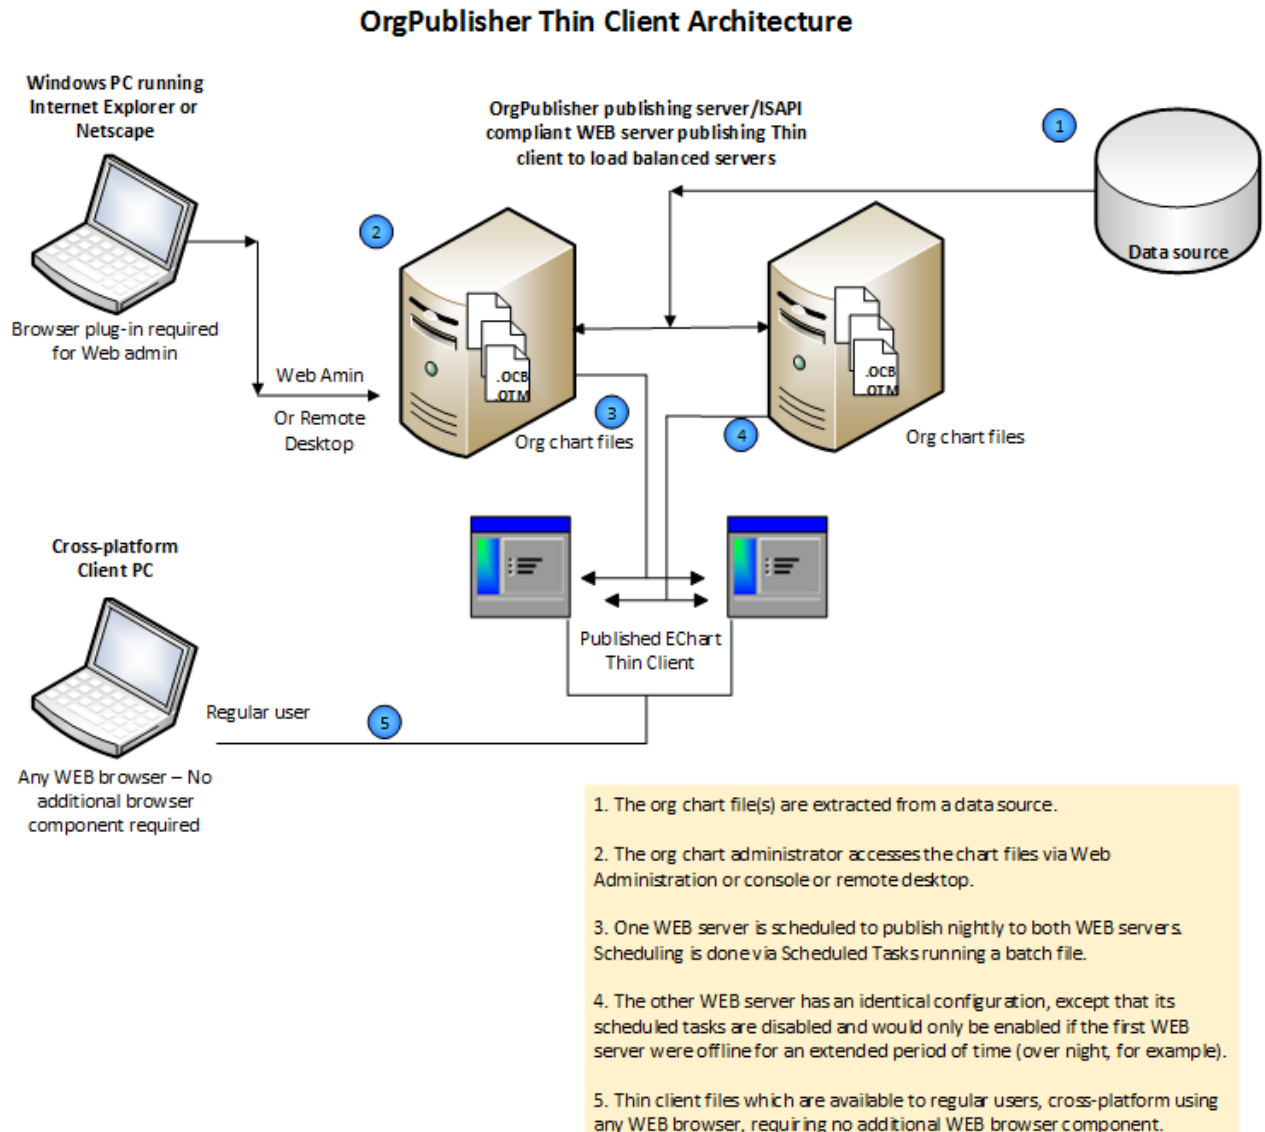 OrgPublisher Thin Client Architecture
Windows PC running
Internet Explorer or
Netscape
OrgPublisher publishing server/ISAPI
compliant WEB server publishing Thin
client to load balanced servers
1
Data source
2
Browser plug-in required
for Web admin
Web Amin
Or Remote
Desktop
.OCB
.OTM
3
Org chart files
.OCB
.OTM
4
Org chart files
Cross-platform
Client PC
Published EChart
Thin Client
Regular user
5
Any WEB browser – No
additional browser
component required
1. The org chart file(s) are extracted from a data source.
2. The org chart administrator accesses the chart files via Web
Administration or console or remote desktop.
3. One WEB server is scheduled to publish nightly to both WEB servers.
Scheduling is done via Scheduled Tasks running a batch file.
4. The other WEB server has an identical configuration, except that its
scheduled tasks are disabled and would only be enabled if the first WEB
server were offline for an extended period of time (over night, for example).
5. Thin client files which are available to regular users, cross-platform using
any WEB browser, requiring no additional WEB browser component.